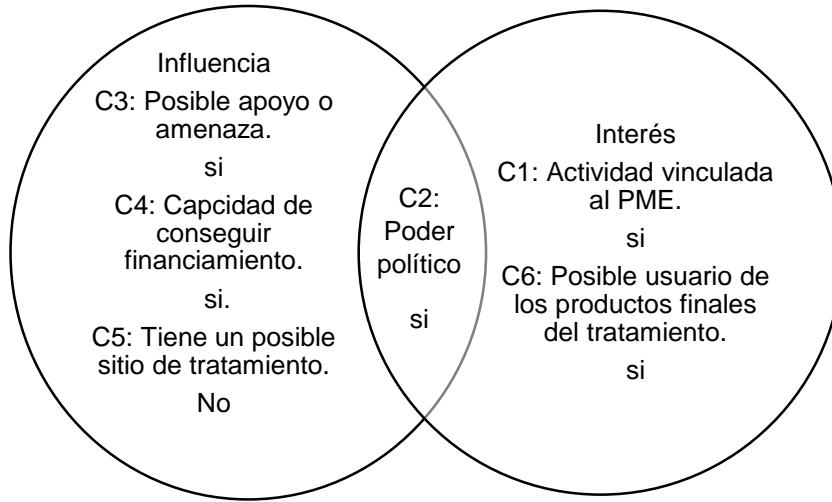 Influencia
C3: Posible apoyo o
amenaza.
si
C4: Capcidad de
conseguir
financiamiento.
si.
C5: Tiene un posible
sitio de tratamiento.
No
C2:
Poder
político
si
Interés
C1: Actividad vinculada
al PME.
si
C6: Posible usuario de
los productos finales
del tratamiento.
si